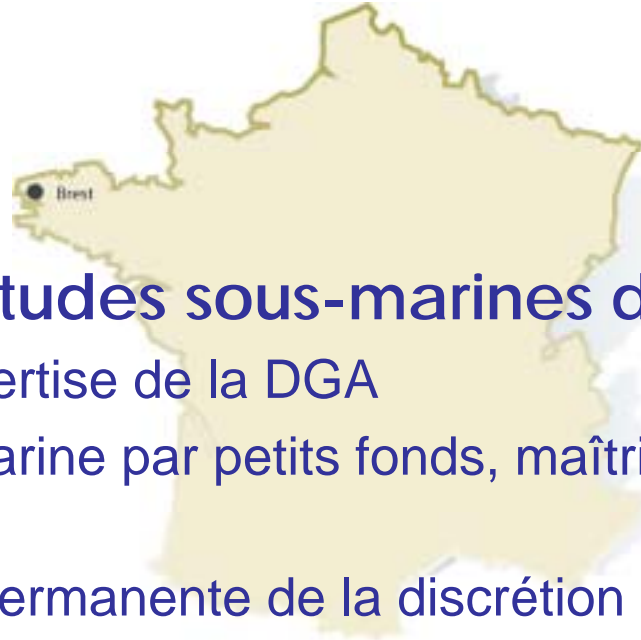 Brest
tudes sous-marines d
ertise de la DGA
arine par petits fonds, maîtri
ermanente de la discrétion